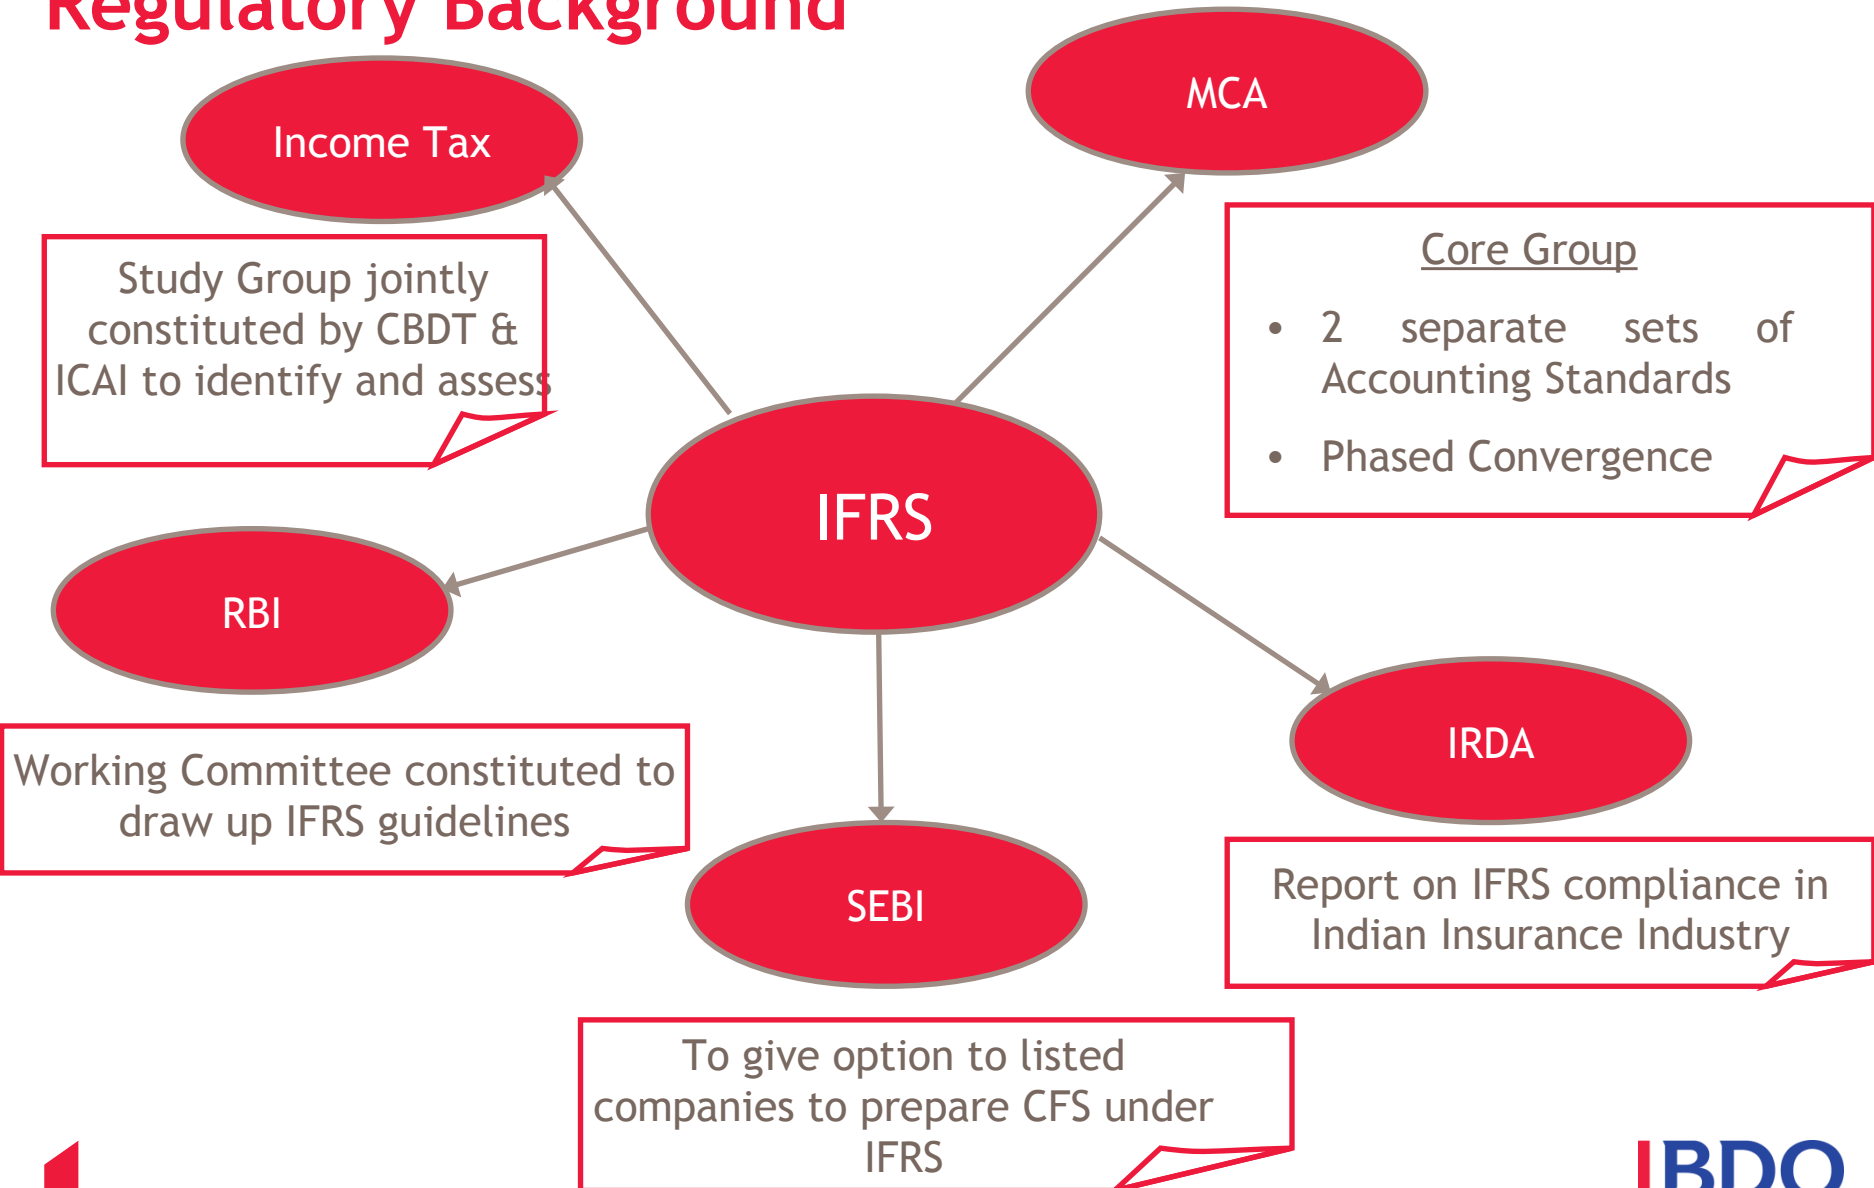 Regulatory Background
MCA
Income Tax
Core Group
Study Group jointly
constituted by CBDT &
ICAI to identify and assess
• 2 separate sets of
Accounting Standards
• Phased Convergence
IFRS
RBI
IRDA
Working Committee constituted to
draw up IFRS guidelines
SEBI
Report on IFRS compliance in
Indian Insurance Industry
To give option to listed
companies to prepare CFS under
IFRS
BDO